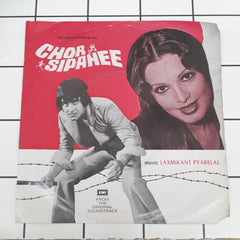 CHOR
SIPAHEE
music LAXMIKANT PYARELAL
EMI
FROM
THE
ORIGINAL
SOUNDTRACK